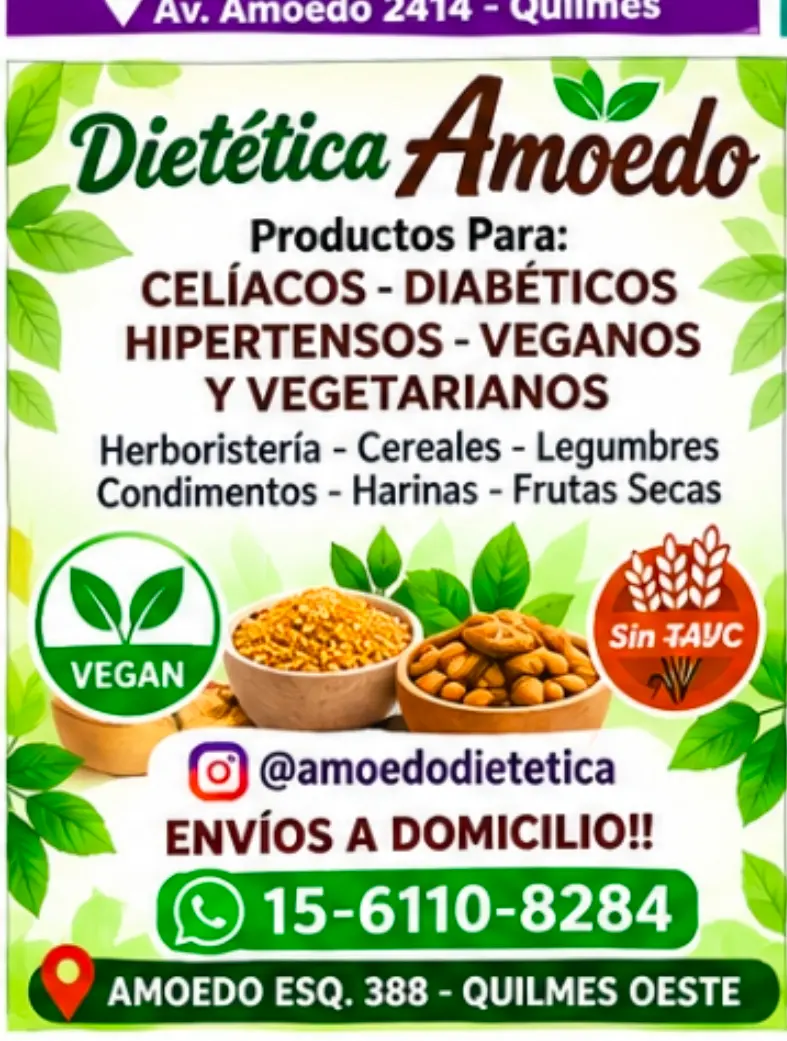 Av. Amoedo 2414 - Quilmes
Dietética Amoedo
Productos Para:
CELÍACOS - DIABÉTICOS
HIPERTENSOS - VEGANOS
Y VEGETARIANOS
Herboristería - Cereales - Legumbres
Condimentos - Harinas - Frutas Secas
VEGAN
Sin TACC
@amoedodietetica
ENVÍOS A DOMICILIO!!
15-6110-8284
AMOEDO ESQ. 388 - QUILMES OESTE